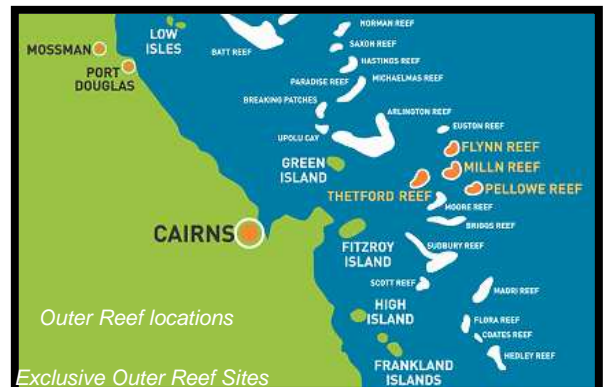 LOW
ISLES
NORMAN REEF
SAXON REEF
MOSSMAN
BATT REEF
HASTINGS REEF
PORT
DOUGLAS
PARADISE REEF
MICHAELMAS REEF
BREAKING PATCHES
ARLINGTON REEF
UPOLU CAY
EUSTON REEF
FLYNN REEF
GREEN
ISLAND
MILLN REEF
THETFORD REEF
PELLOWE REEF
MOORE REEF
BRIGGS REEF
CAIRNS
FITZROY
ISLAND
SUDBURY REEF
SCOTT REEF
MADRI REEF
HIGH
ISLAND
Outer Reef locations
FLORA REEF
COATES REEF
HEDLEY REEF
FRANKLAND
ISLANDS
Exclusive Outer Reef Sites